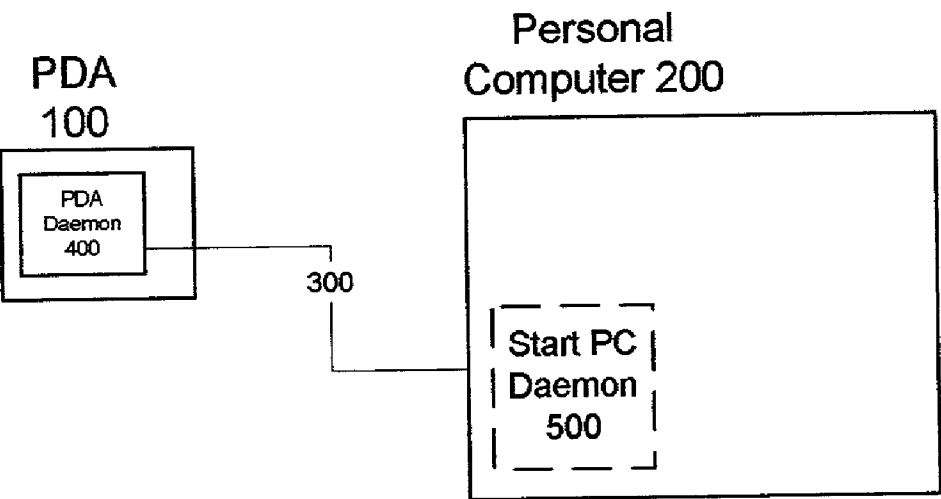 PDA
100
Personal
Computer 200
PDA
Daemon
400
300
Start PC
Daemon
500